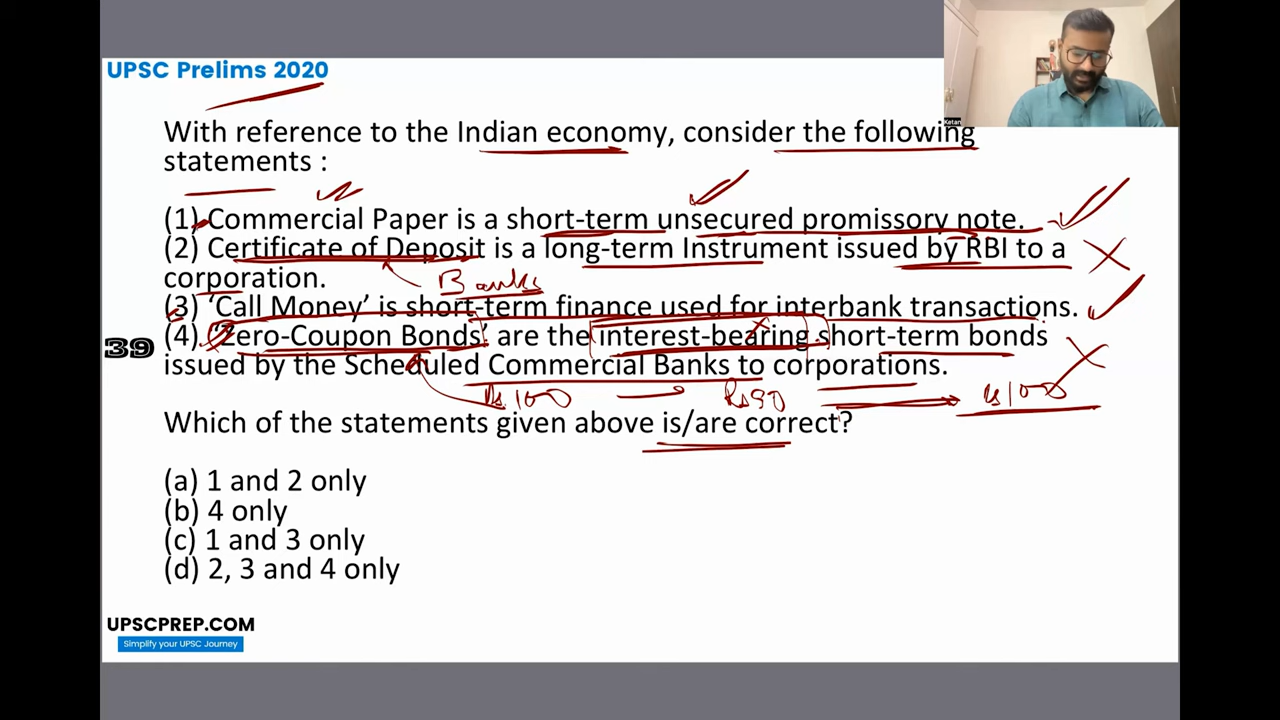 UPSC Prelims 2020
With reference to the Indian economy, consider the following
statements :
(1) Commercial Paper is a short-term unsecured promissory note.
(2) Certificate of Deposit is a long-term Instrument issued by RBI to a
corporation.
Banks
(3) ‘Call Money’ is short-term finance used for interbank transactions.
(4) ‘Zero-Coupon Bonds’ are the interest-bearing short-term bonds
39
issued by the Scheduled Commercial Banks to corporations.
Rs.100 Rs90
Which of the statements given above is/are correct?
(a) 1 and 2 only
(b) 4 only
(c) 1 and 3 only
(d) 2, 3 and 4 only
UPSCPREP.COM
Simplify your UPSC Journey
Ketan